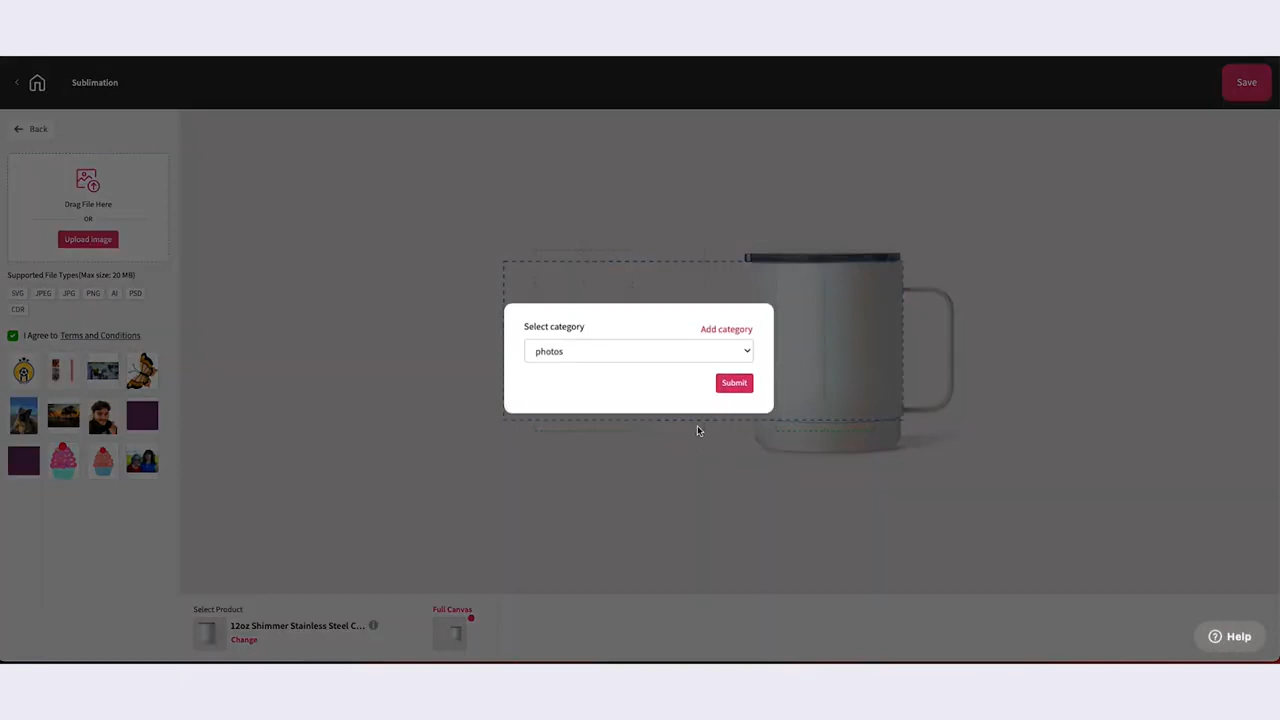 Sublimation
Save
Back
Drag File Here
OR
Upload Image
Supported File Types(Max size: 20 MB)
SVG JPEG JPG PNG AI PSD
CDR
I Agree to Terms and Conditions
Select category
Add category
photos
Submit
Select Product
12oz Shimmer Stainless Steel C...
Change
Full Canvas
Help